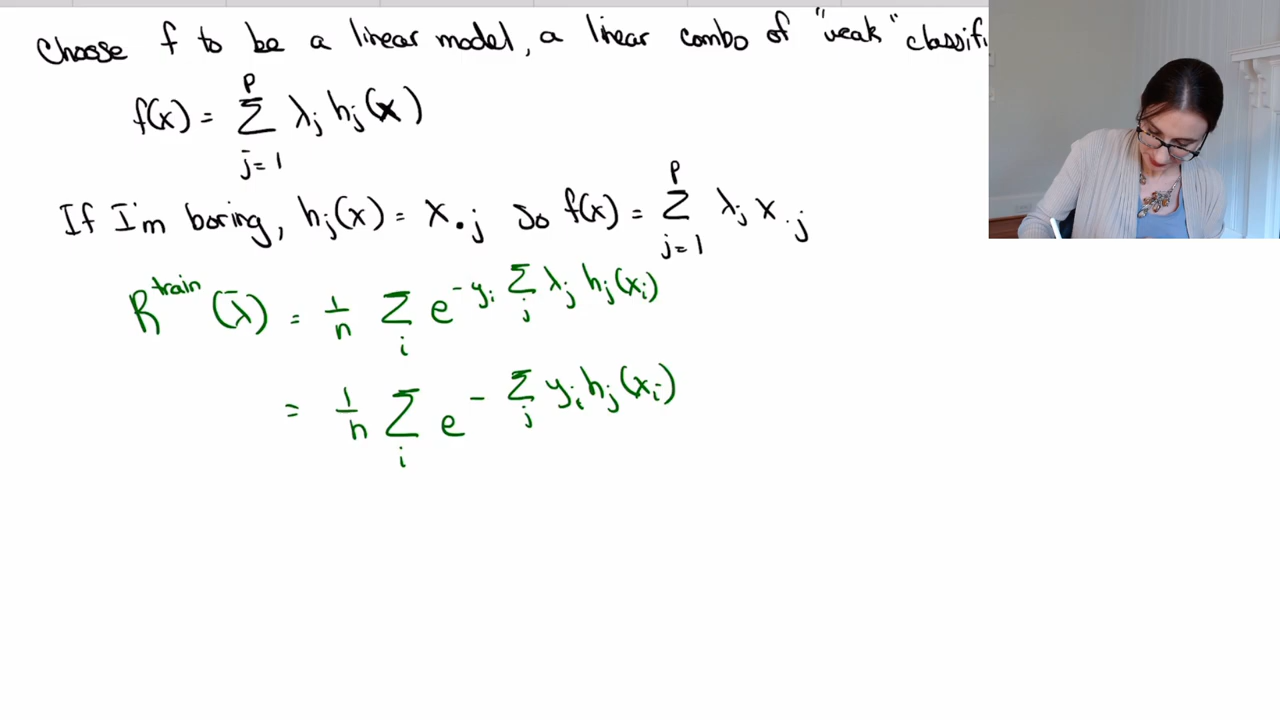 Choose f to be a linear model, a linear combo of "weak" classifi
f(x) = Σ_{j=1}^{p} λ_j h_j(x)
If I'm boring, h_j(x) = x_{·j} so f(x) = Σ_{j=1}^{p} λ_j x_{·j}
R^{train}(λ̄) = 1/n Σ_i e^{-y_i Σ_j λ_j h_j(x_i)}
= 1/n Σ_i e^{-Σ_j y_i h_j(x_i)}